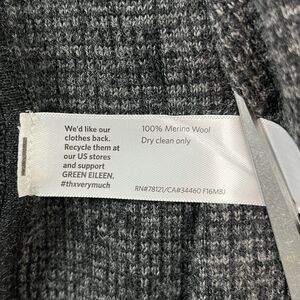 We'd like our
clothes back.
Recycle them at
our US stores
and support
GREEN EILEEN.
#thxverymuch
100% Merino Wool
Dry clean only
RN#78121/CA#34460 F16MBJ